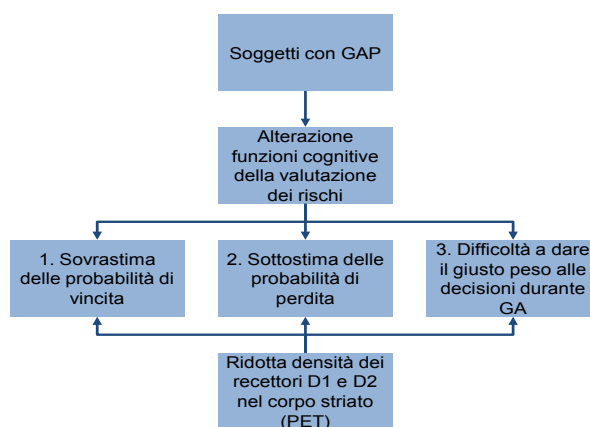 Soggetti con GAP
Alterazione
funzioni cognitive
della valutazione
dei rischi
1. Sovrastima
delle probabilità di
vincita
2. Sottostima delle
probabilità di
perdita
3. Difficoltà a dare
il giusto peso alle
decisioni durante
GA
Ridotta densità dei
recettori D1 e D2
nel corpo striato
(PET)